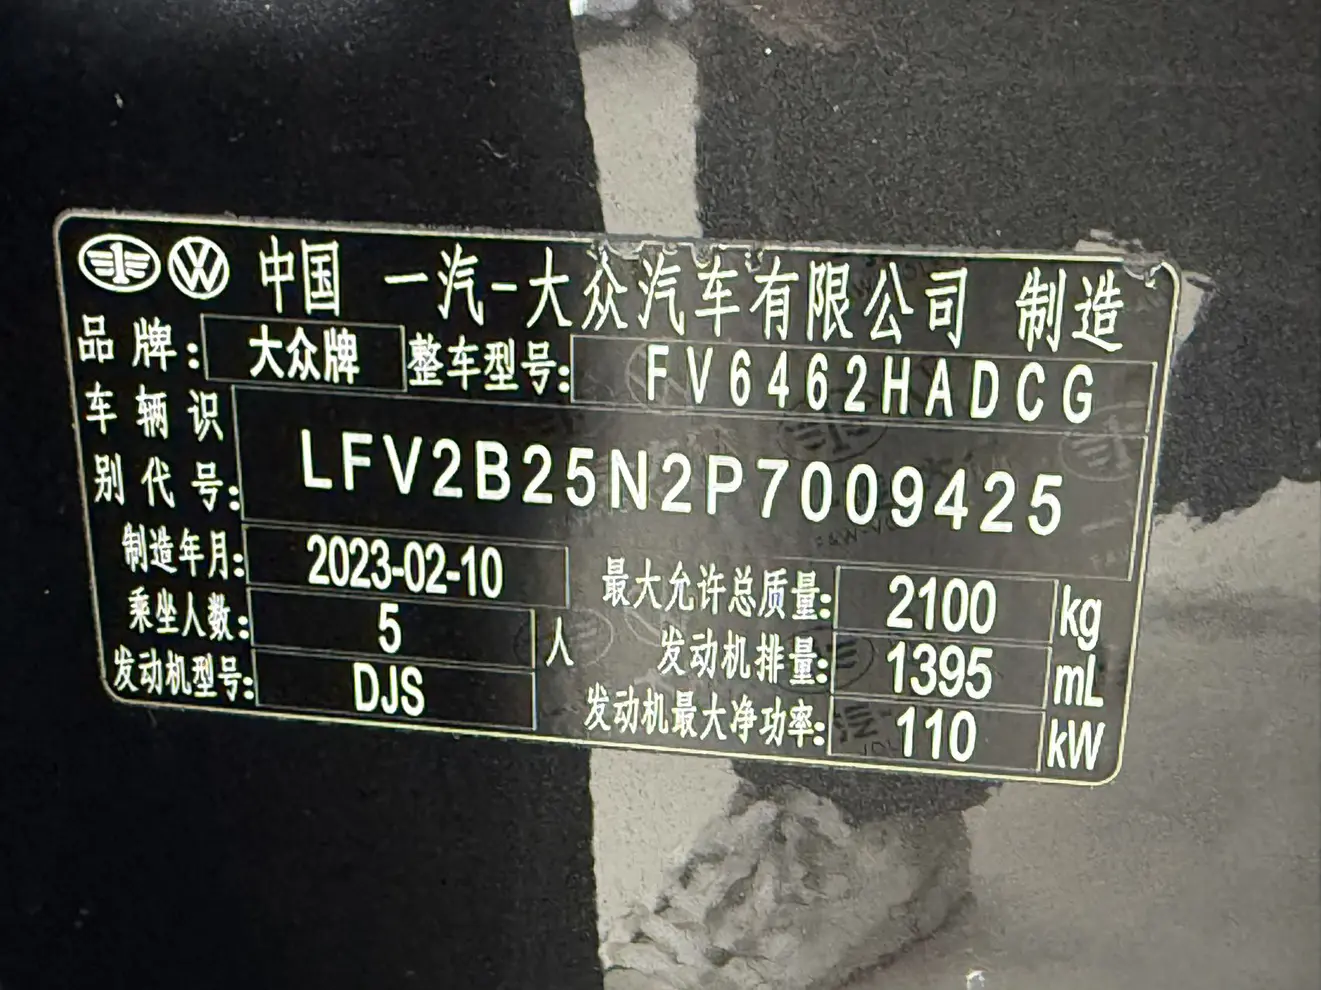 中国 一汽-大众汽车有限公司 制造
品牌: 大众牌 整车型号: FV6462HADCG
车辆识别代号: LFV2B25N2P7009425
制造年月: 2023-02-10 最大允许总质量: 2100 kg
乘坐人数: 5 人 发动机排量: 1395 mL
发动机型号: DJS 发动机最大净功率: 110 kW